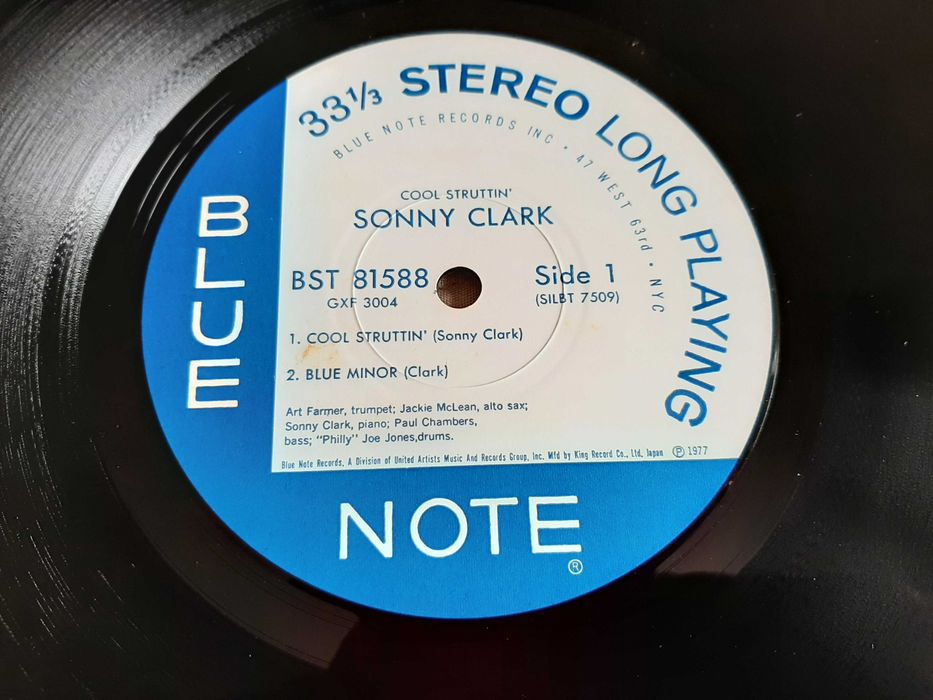 33⅓ STEREO LONG PLAYING
BLUE NOTE RECORDS INC • 47 WEST 63rd • NYC
COOL STRUTTIN'
SONNY CLARK
BST 81588
GXF 3004
Side 1
(SILBT 7509)
1. COOL STRUTTIN' (Sonny Clark)
2. BLUE MINOR (Clark)
Art Farmer, trumpet; Jackie McLean, alto sax;
Sonny Clark, piano; Paul Chambers,
bass; "Philly" Joe Jones,drums.
Blue Note Records, A Division of United Artists Music And Records Group, Inc. Mfd by King Record Co., Ltd, Japan ℗ 1977
BLUE
NOTE
®